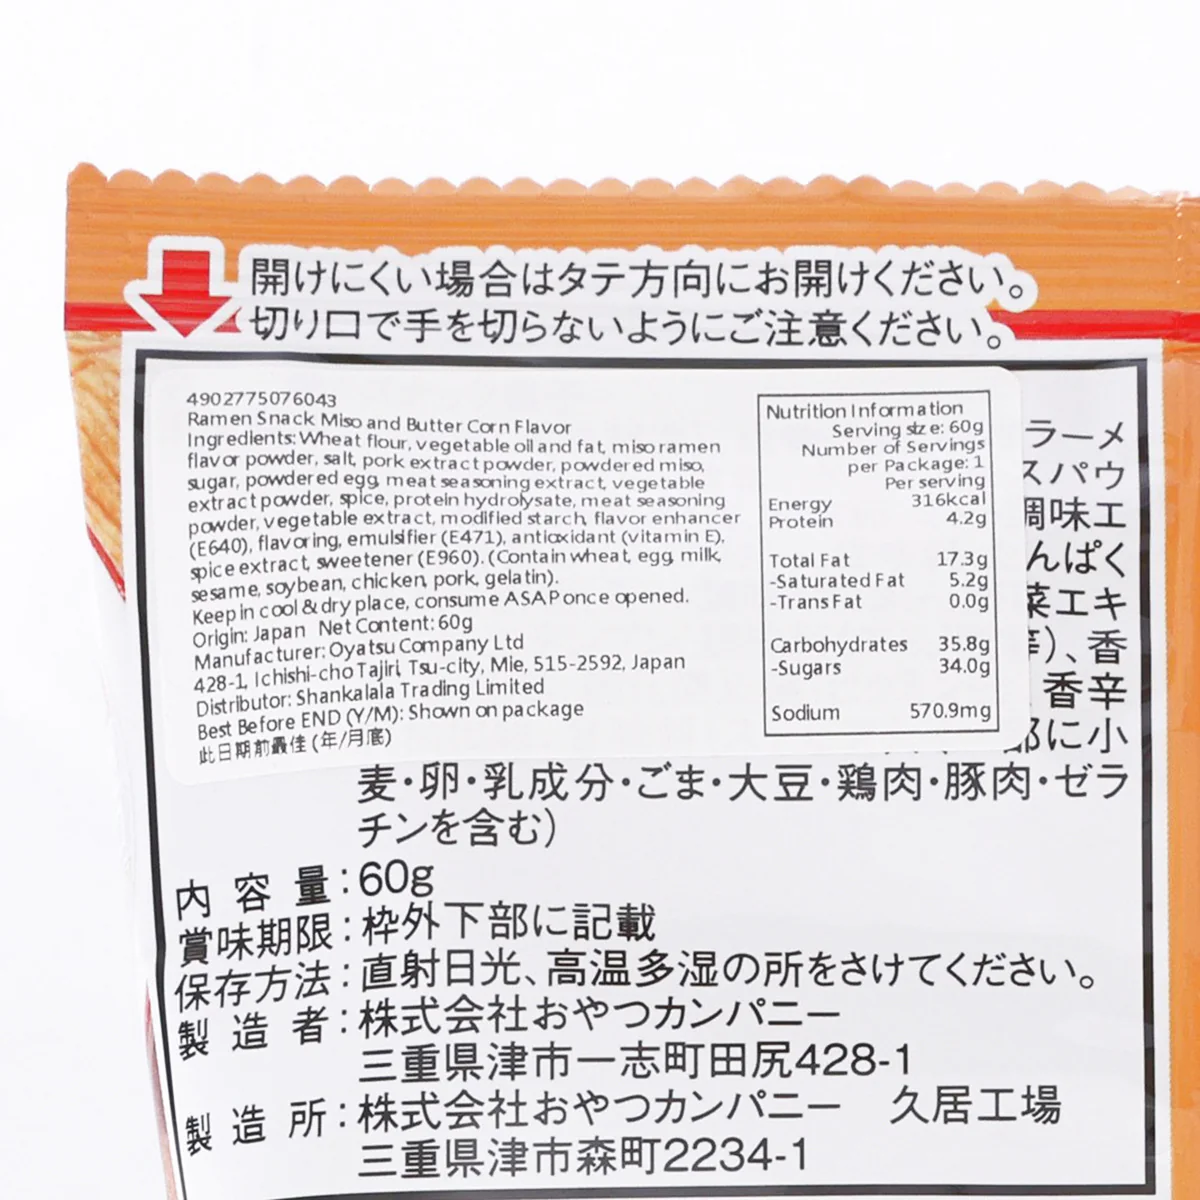 開けにくい場合はタテ方向にお開けください。
切り口で手を切らないようにご注意ください。
4902775076043
Ramen Snack Miso and Butter Corn Flavor
Ingredients: Wheat flour, vegetable oil and fat, miso ramen
flavor powder, salt, pork extract powder, powdered miso,
sugar, powdered egg, meat seasoning extract, vegetable
extract powder, spice, protein hydrolysate, meat seasoning
powder, vegetable extract, modified starch, flavor enhancer
(E640), flavoring, emulsifier (E471), antioxidant (vitamin E),
spice extract, sweetener (E960). (Contain wheat, egg, milk,
sesame, soybean, chicken, pork, gelatin).
Keep in cool & dry place, consume ASAP once opened.
Origin: Japan Net Content: 60g
Manufacturer: Oyatsu Company Ltd
428-1, Ichishi-cho Tajiri, Tsu-city, Mie, 515-2592, Japan
Distributor: Shankalala Trading Limited
Best Before END (Y/M): Shown on package
此日期前最佳 (年/月底)
Nutrition Information
Serving size: 60g
Number of Servings
per Package: 1
Per serving
Energy 316kcal
Protein 4.2g
Total Fat 17.3g
-Saturated Fat 5.2g
-Trans Fat 0.0g
Carbohydrates 35.8g
-Sugars 34.0g
Sodium 570.9mg
ラーメ
スパウ
調味エ
んぱく
菜エキ
等)、香
香辛
部に小
麦・卵・乳成分・ごま・大豆・鶏肉・豚肉・ゼラ
チンを含む)
内容量:60g
賞味期限:枠外下部に記載
保存方法:直射日光、高温多湿の所をさけてください。
製造者:株式会社おやつカンパニー
三重県津市一志町田尻428-1
製造所:株式会社おやつカンパニー 久居工場
三重県津市森町2234-1